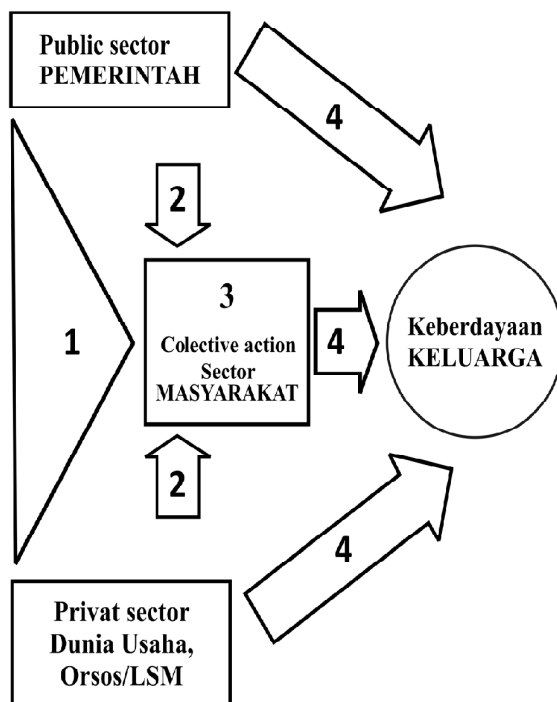 Public sector
PEMERINTAH
4
2
1
3
Colective action
Sector
MASYARAKAT
4
Keberdayaan
KELUARGA
2
4
Privat sector
Dunia Usaha,
Orsos/LSM